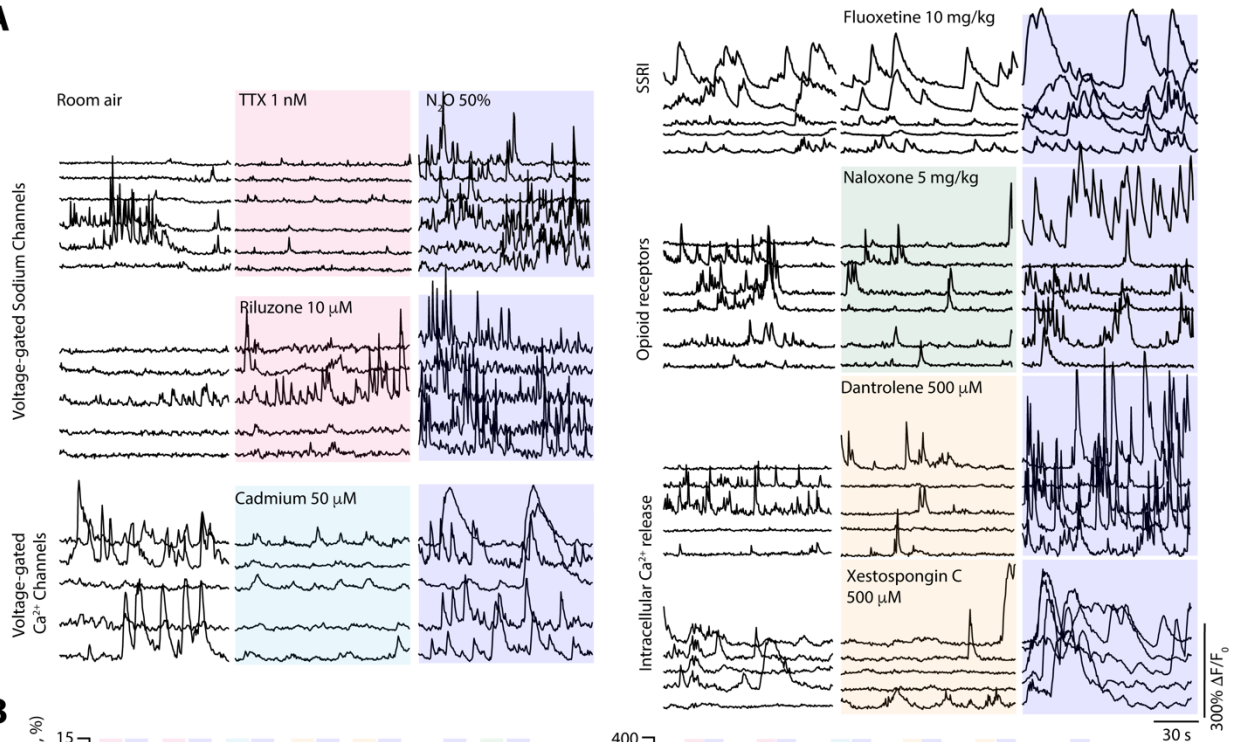 A
Room air
TTX 1 nM
N2O 50%
Voltage-gated Sodium Channels
Riluzone 10 μM
Voltage-gated
Ca2+ Channels
Cadmium 50 μM
SSRI
Fluoxetine 10 mg/kg
Opioid receptors
Naloxone 5 mg/kg
Intracellular Ca2+ release
Dantrolene 500 μM
Xestospongin C
500 μM
300% ΔF/F0
30 s
B
, %)
15
400